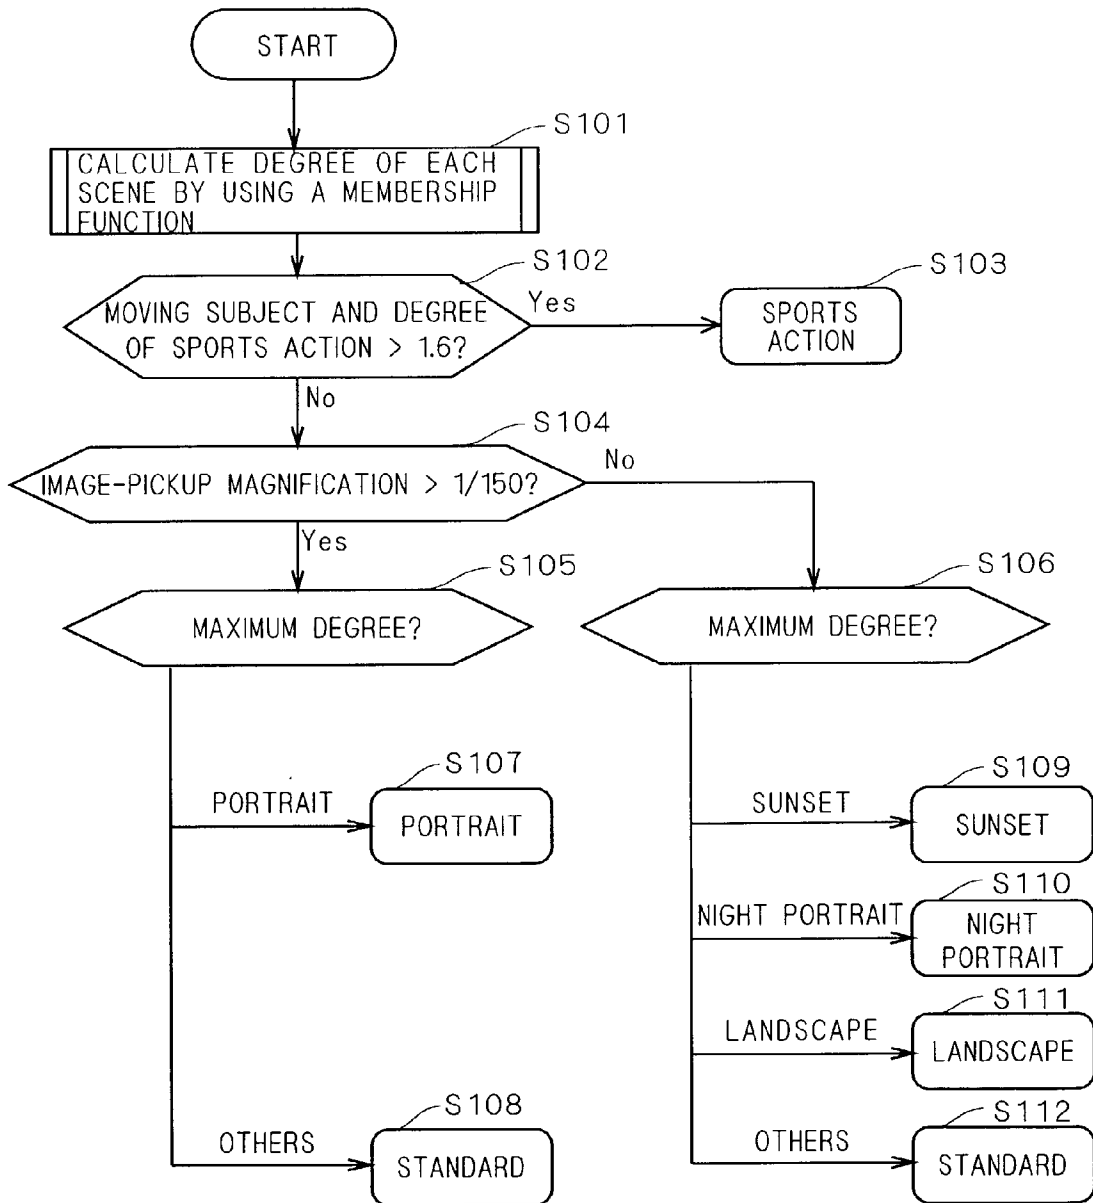 START
S101
CALCULATE DEGREE OF EACH
SCENE BY USING A MEMBERSHIP
FUNCTION
S102
MOVING SUBJECT AND DEGREE
OF SPORTS ACTION > 1.6?
Yes
S103
SPORTS
ACTION
No
S104
IMAGE-PICKUP MAGNIFICATION > 1/150?
No
Yes
S105
MAXIMUM DEGREE?
S106
MAXIMUM DEGREE?
S107
PORTRAIT
PORTRAIT
S108
OTHERS
STANDARD
S109
SUNSET
SUNSET
S110
NIGHT PORTRAIT
NIGHT
PORTRAIT
S111
LANDSCAPE
LANDSCAPE
S112
OTHERS
STANDARD